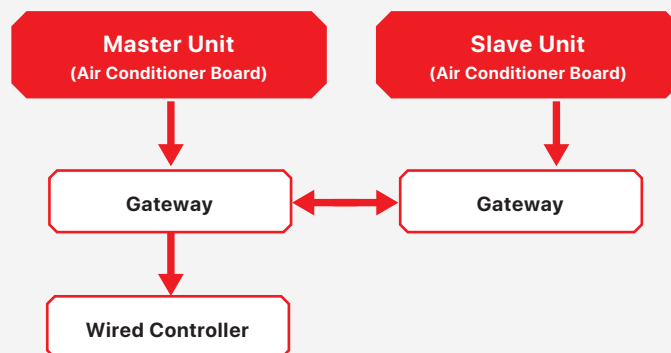 Master Unit
(Air Conditioner Board)
Slave Unit
(Air Conditioner Board)
Gateway
Gateway
Wired Controller